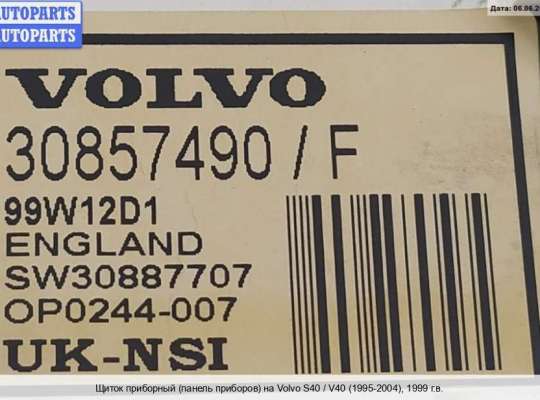 AUTOPARTS
AUTOPARTS
Дата: 06.06.2
VOLVO
30857490 / F
99W12D1
ENGLAND
SW30887707
OP0244-007
UK-NSI
Щиток приборный (панель приборов) на Volvo S40 / V40 (1995-2004), 1999 г.в.